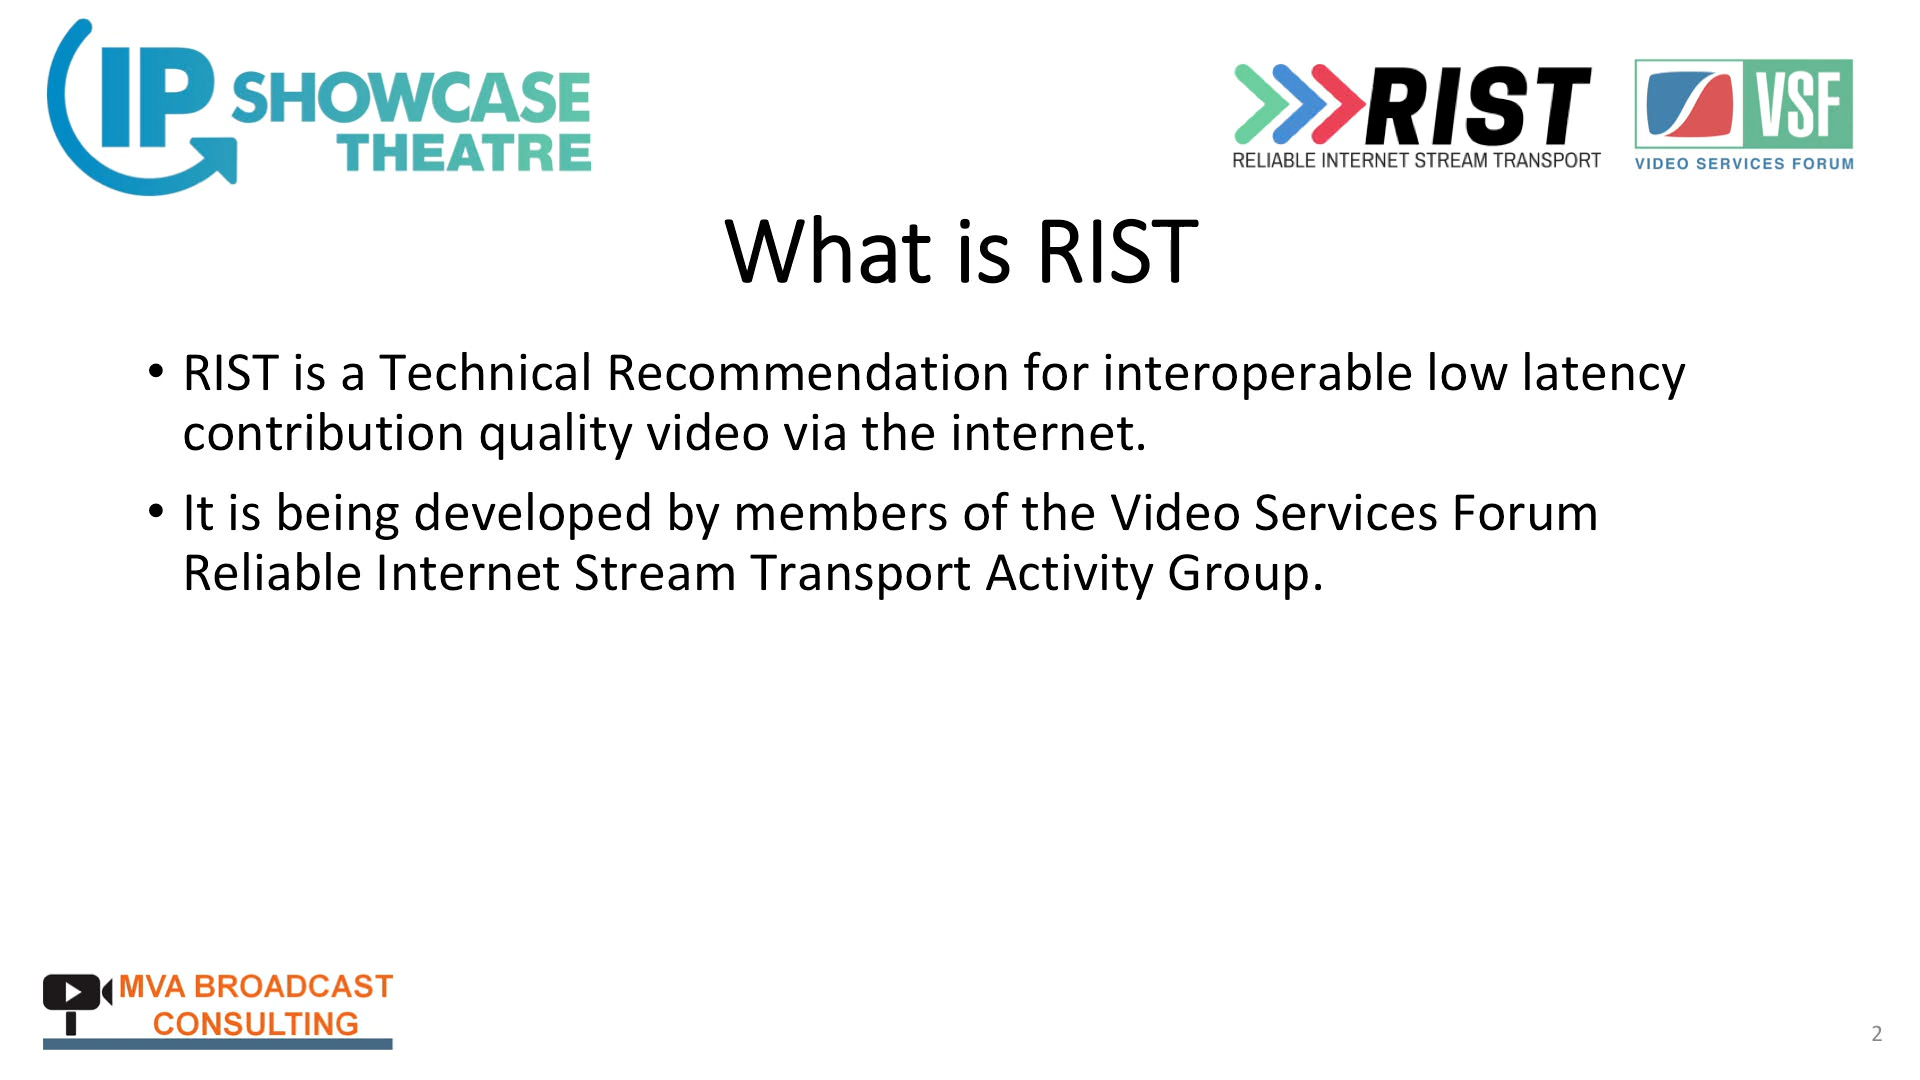 IP SHOWCASE
THEATRE
RIST
RELIABLE INTERNET STREAM TRANSPORT
VSF
VIDEO SERVICES FORUM
What is RIST
• RIST is a Technical Recommendation for interoperable low latency
contribution quality video via the internet.
• It is being developed by members of the Video Services Forum
Reliable Internet Stream Transport Activity Group.
MVA BROADCAST
CONSULTING
2